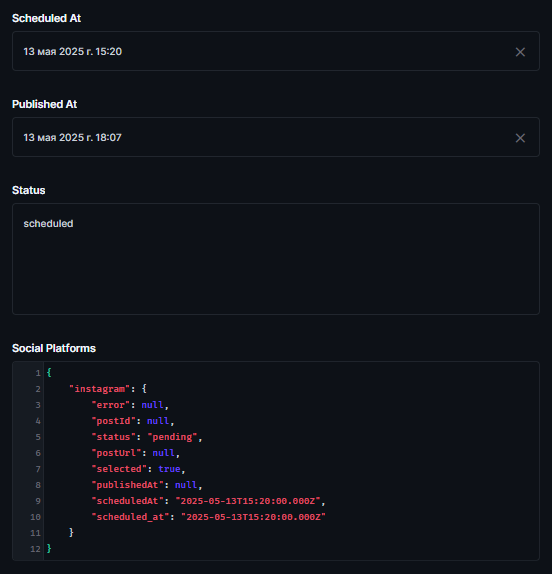 Scheduled At
13 мая 2025 г. 15:20
Published At
13 мая 2025 г. 18:07
Status
scheduled
Social Platforms
1 {
2 "instagram": {
3 "error": null,
4 "postId": null,
5 "status": "pending",
6 "postUrl": null,
7 "selected": true,
8 "publishedAt": null,
9 "scheduledAt": "2025-05-13T15:20:00.000Z",
10 "scheduled_at": "2025-05-13T15:20:00.000Z"
11 }
12 }